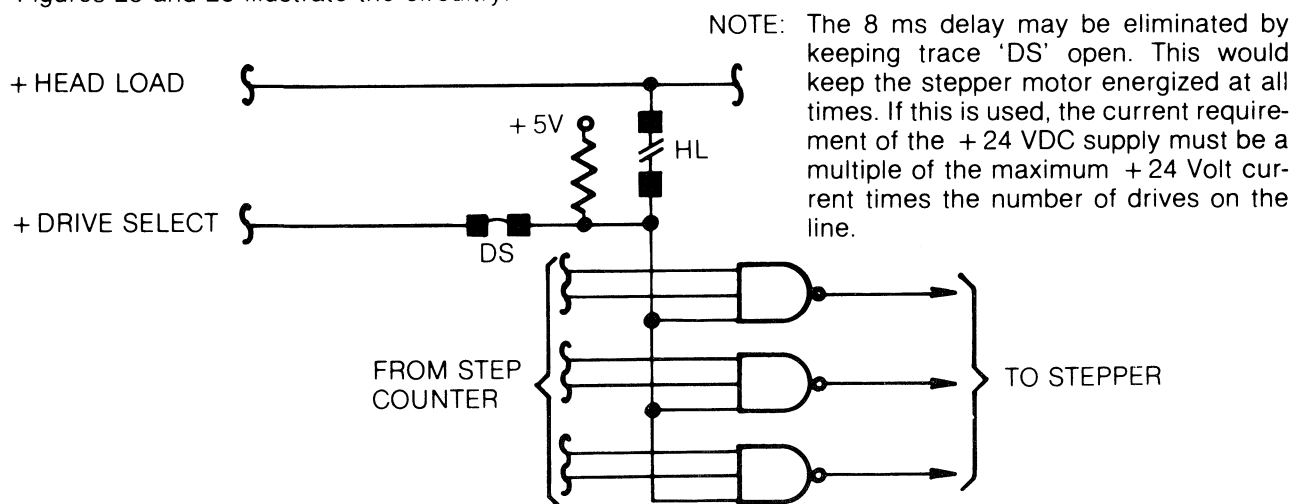 Figures 28 and 29 illustrate the circuitry.
NOTE: The 8 ms delay may be eliminated by
keeping trace 'DS' open. This would
keep the stepper motor energized at all
times. If this is used, the current require-
ment of the + 24 VDC supply must be a
multiple of the maximum + 24 Volt cur-
rent times the number of drives on the
line.
+ HEAD LOAD
+ 5V
HL
+ DRIVE SELECT
DS
FROM STEP
COUNTER
TO STEPPER